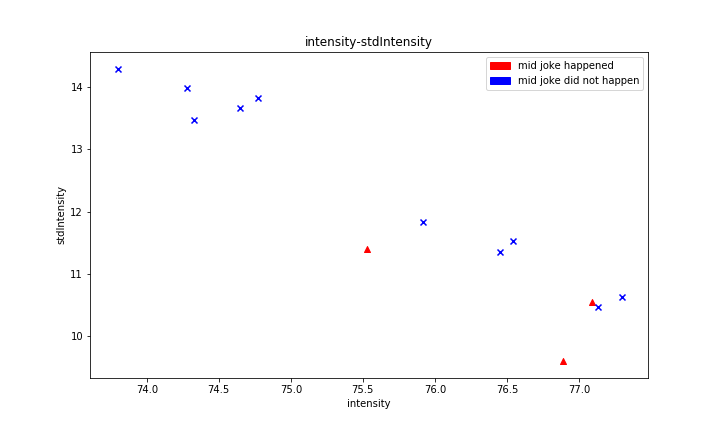 intensity-stdIntensity
mid joke happened
mid joke did not happen
stdIntensity
14
13
12
11
10
74.0 74.5 75.0 75.5 76.0 76.5 77.0
intensity